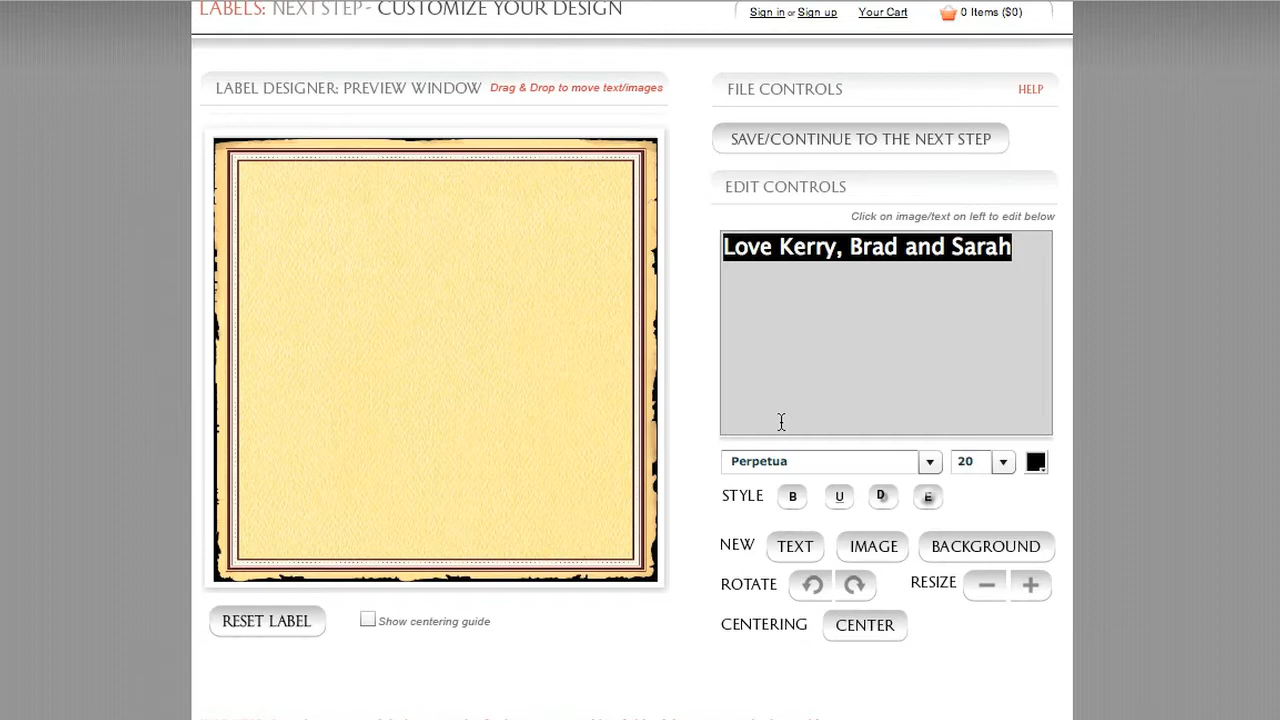 LABELS: NEXT STEP - CUSTOMIZE YOUR DESIGN
Sign in or Sign up Your Cart 0 Items ($0)
LABEL DESIGNER: PREVIEW WINDOW Drag & Drop to move text/images
FILE CONTROLS HELP
SAVE/CONTINUE TO THE NEXT STEP
EDIT CONTROLS
Click on image/text on left to edit below
Love Kerry, Brad and Sarah
Perpetua 20
STYLE B U D E
NEW TEXT IMAGE BACKGROUND
ROTATE RESIZE
CENTERING CENTER
RESET LABEL Show centering guide